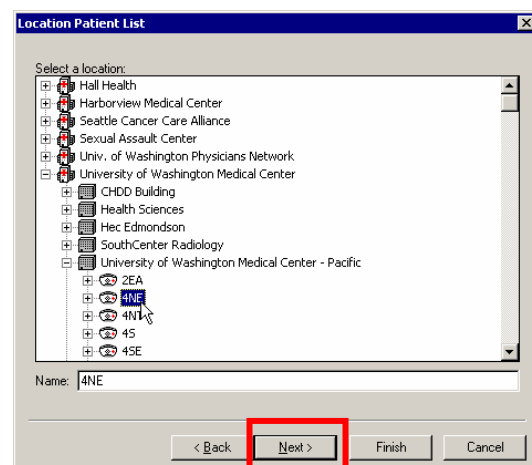 Location Patient List
Select a location:
Hall Health
Harborview Medical Center
Seattle Cancer Care Alliance
Sexual Assault Center
Univ. of Washington Physicians Network
University of Washington Medical Center
CHDD Building
Health Sciences
Hec Edmondson
SouthCenter Radiology
University of Washington Medical Center - Pacific
2EA
4NE
4NT
4S
4SE
Name: 4NE
< Back Next > Finish Cancel